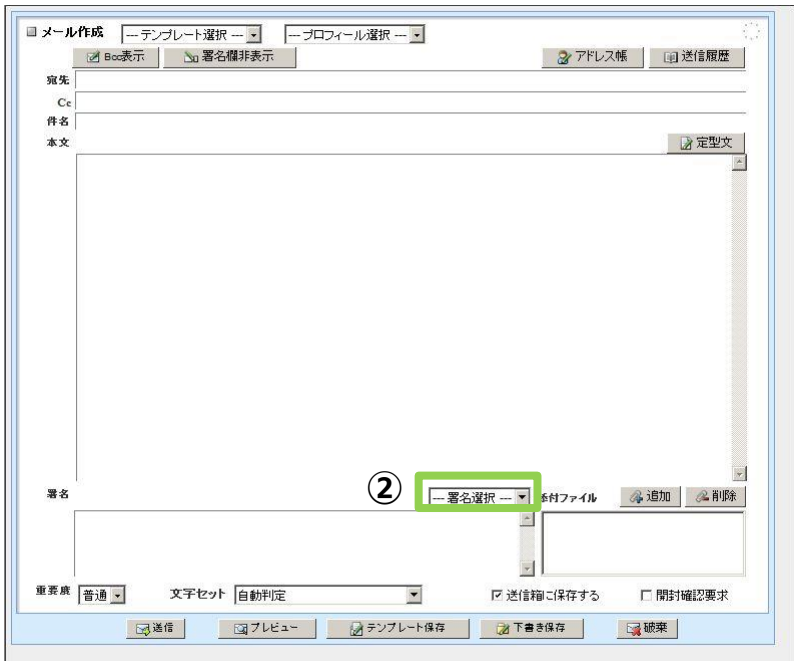 メール作成 --- テンプレート選択 --- --- プロフィール選択 ---
Bcc表示 署名欄非表示 アドレス帳 送信履歴
宛先
Cc
件名
本文 定型文
署名 ② --- 署名選択 --- 添付ファイル 追加 削除
重要度 普通 文字セット 自動判定 送信箱に保存する 開封確認要求
送信 プレビュー テンプレート保存 下書き保存 破棄